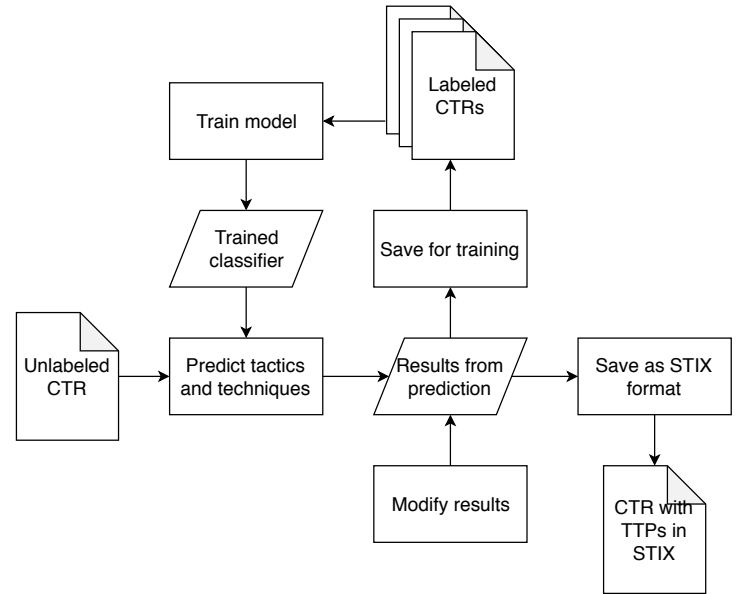 Labeled
CTRs
Train model
Trained
classifier
Save for training
Unlabeled
CTR
Predict tactics
and techniques
Results from
prediction
Save as STIX
format
Modify results
CTR with
TTPs in
STIX